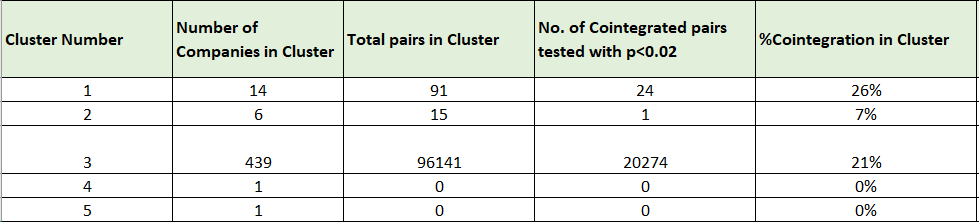 Cluster Number Number of Companies in Cluster Total pairs in Cluster No. of Cointegrated pairs tested with p<0.02 %Cointegration in Cluster
1 14 91 24 26%
2 6 15 1 7%
3 439 96141 20274 21%
4 1 0 0 0%
5 1 0 0 0%